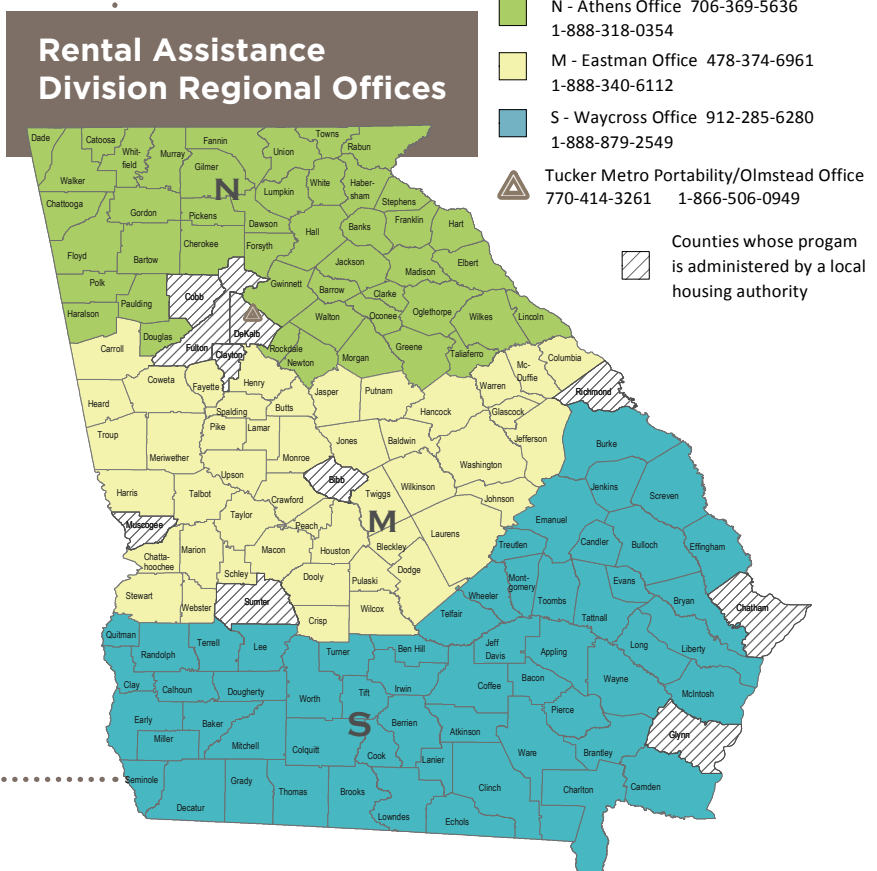 N - Athens Office 706-369-5636
1-888-318-0354
Rental Assistance
Division Regional Offices
M - Eastman Office 478-374-6961
1-888-340-6112
S - Waycross Office 912-285-6280
1-888-879-2549
Tucker Metro Portability/Olmstead Office
770-414-3261 1-866-506-0949
Counties whose progam
is administered by a local
housing authority
Dade
Catoosa
Whit-
field
Murray
Fannin
Gilmer
Union
Towns
Rabun
Walker
N
Lumpkin
White
Haber-
sham
Stephens
Chattooga
Gordon
Pickens
Dawson
Hall
Banks
Franklin
Hart
Floyd
Bartow
Cherokee
Forsyth
Jackson
Madison
Elbert
Polk
Paulding
Cobb
Gwinnett
Barrow
Clarke
Oconee
Oglethorpe
Wilkes
Lincoln
Haralson
Douglas
Fulton
DeKalb
Clayton
Rockdale
Newton
Walton
Morgan
Greene
Taliaferro
Carroll
Coweta
Fayette
Henry
Jasper
Putnam
Hancock
Warren
Mc-
Duffie
Columbia
Richmond
Heard
Spalding
Butts
Glascock
Troup
Meriwether
Pike
Lamar
Monroe
Jones
Baldwin
Washington
Jefferson
Burke
Harris
Talbot
Upson
Crawford
Bibb
Twiggs
Wilkinson
Johnson
Jenkins
Screven
Muscogee
Taylor
Peach
M
Laurens
Emanuel
Chatta-
hoochee
Marion
Macon
Houston
Bleckley
Treutlen
Candler
Bulloch
Effingham
Schley
Dooly
Pulaski
Dodge
Stewart
Webster
Sumter
Crisp
Wilcox
Telfair
Wheeler
Mont-
gomery
Toombs
Tattnall
Evans
Bryan
Chatham
Quitman
Randolph
Terrell
Lee
Turner
Ben Hill
Jeff
Davis
Appling
Long
Liberty
Clay
Calhoun
Dougherty
Worth
Tift
Irwin
Coffee
Bacon
Wayne
McIntosh
Early
Baker
Miller
Mitchell
Colquitt
S
Berrien
Cook
Lanier
Atkinson
Ware
Pierce
Brantley
Glynn
Seminole
Decatur
Grady
Thomas
Brooks
Lowndes
Echols
Clinch
Charlton
Camden